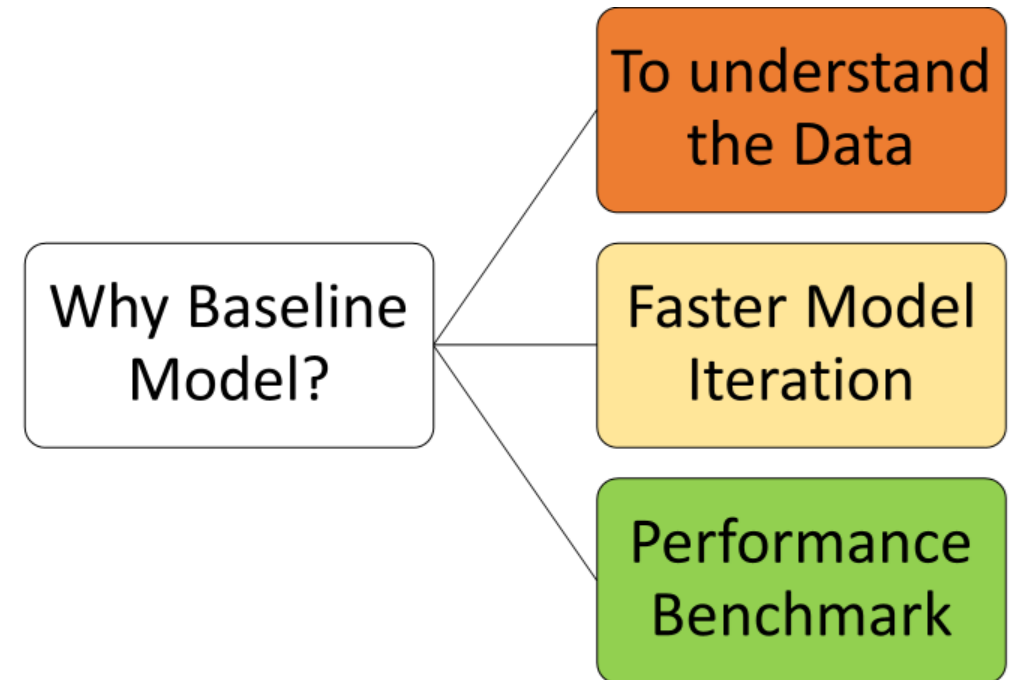 To understand
the Data
Why Baseline
Model?
Faster Model
Iteration
Performance
Benchmark